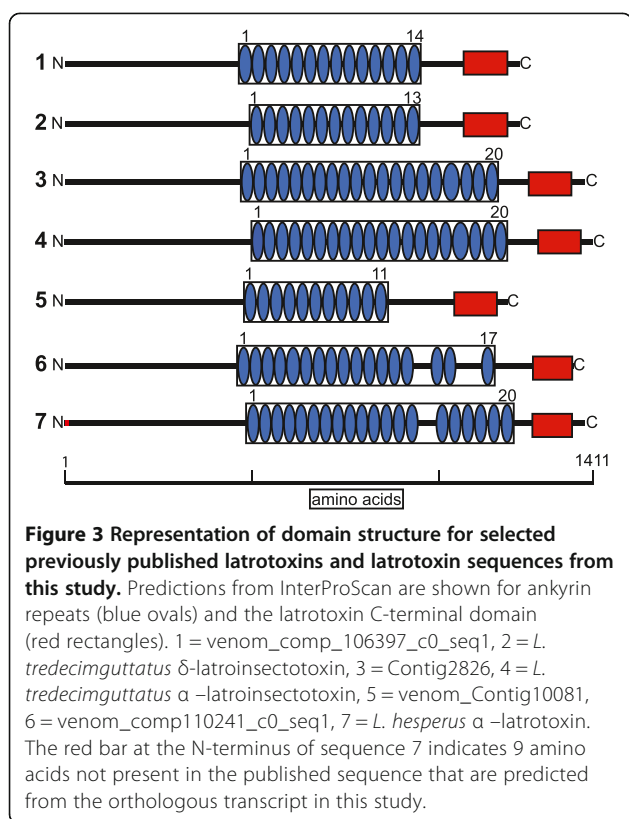 1 14
1 N C
1 13
2 N C
1 20
3 N C
1 20
4 N C
1 11
5 N C
1 17
6 N C
1 20
7 N C
1 1411
amino acids
Figure 3 Representation of domain structure for selected
previously published latrotoxins and latrotoxin sequences from
this study. Predictions from InterProScan are shown for ankyrin
repeats (blue ovals) and the latrotoxin C-terminal domain
(red rectangles). 1 = venom_comp_106397_c0_seq1, 2 = L.
tredecimguttatus δ-latroinsectotoxin, 3 = Contig2826, 4 = L.
tredecimguttatus α –latroinsectotoxin, 5 = venom_Contig10081,
6 = venom_comp110241_c0_seq1, 7 = L. hesperus α –latrotoxin.
The red bar at the N-terminus of sequence 7 indicates 9 amino
acids not present in the published sequence that are predicted
from the orthologous transcript in this study.